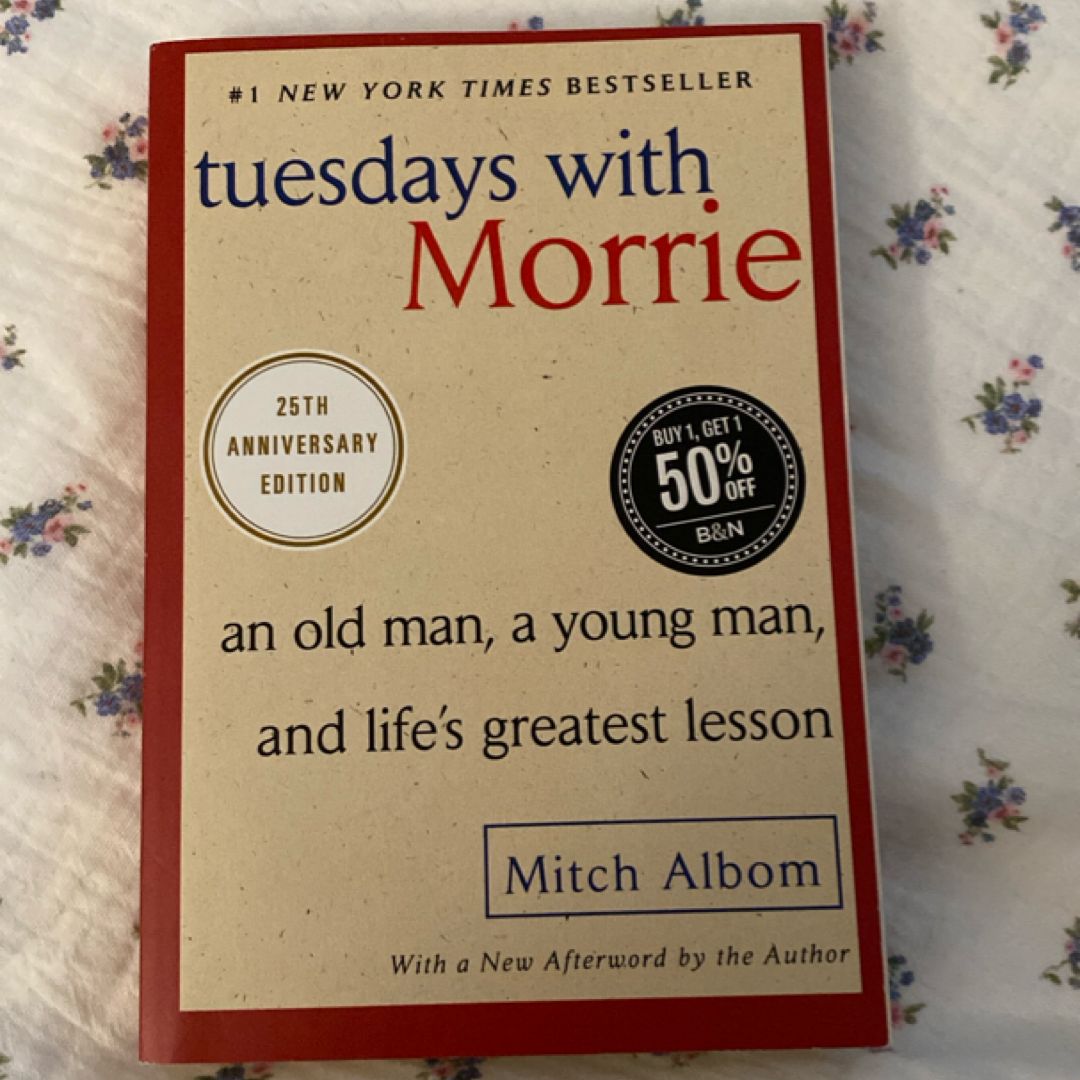 #1 NEW YORK TIMES BESTSELLER
tuesdays with
Morrie
25TH
ANNIVERSARY
EDITION
BUY 1, GET 1
50%
OFF
B&N
an old man, a young man,
and life's greatest lesson
Mitch Albom
With a New Afterword by the Author